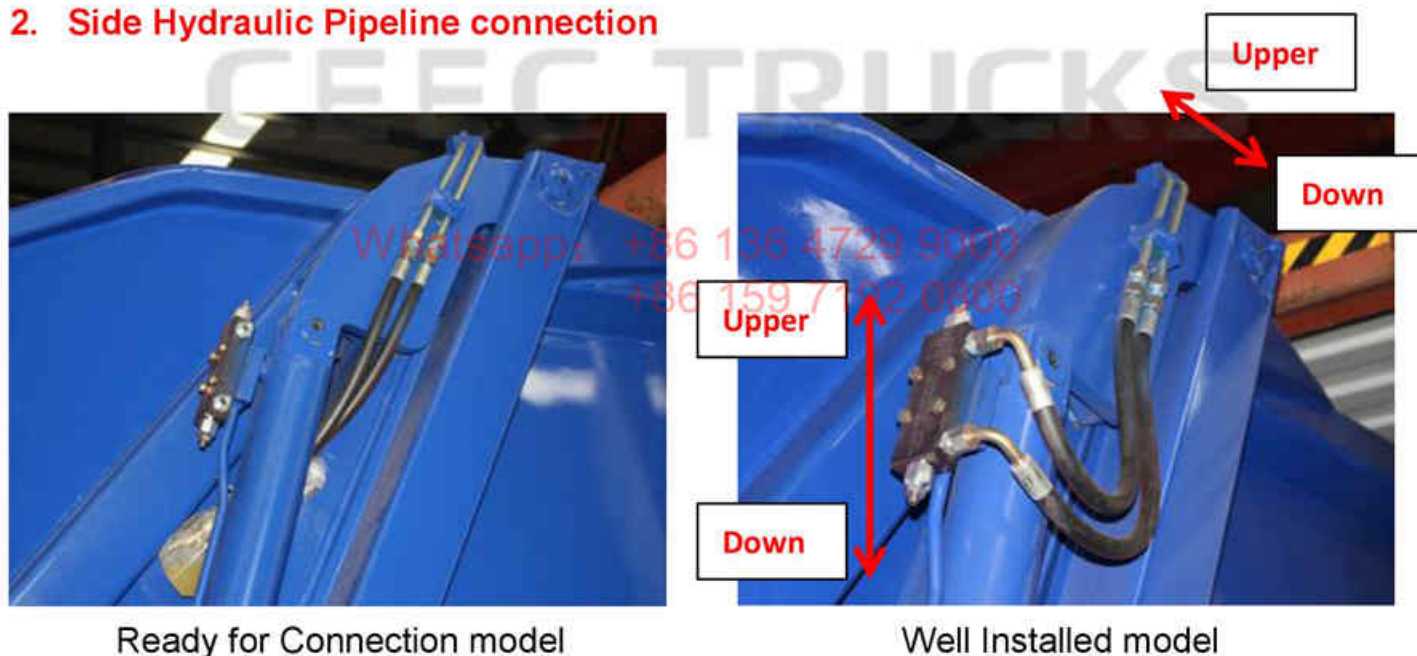 2. Side Hydraulic Pipeline connection
CEEC TRUCKS
Upper
Down
Whatsapp: +86 136 4729 9000
+86 159 7192 0800
Upper
Down
Ready for Connection model
Well Installed model